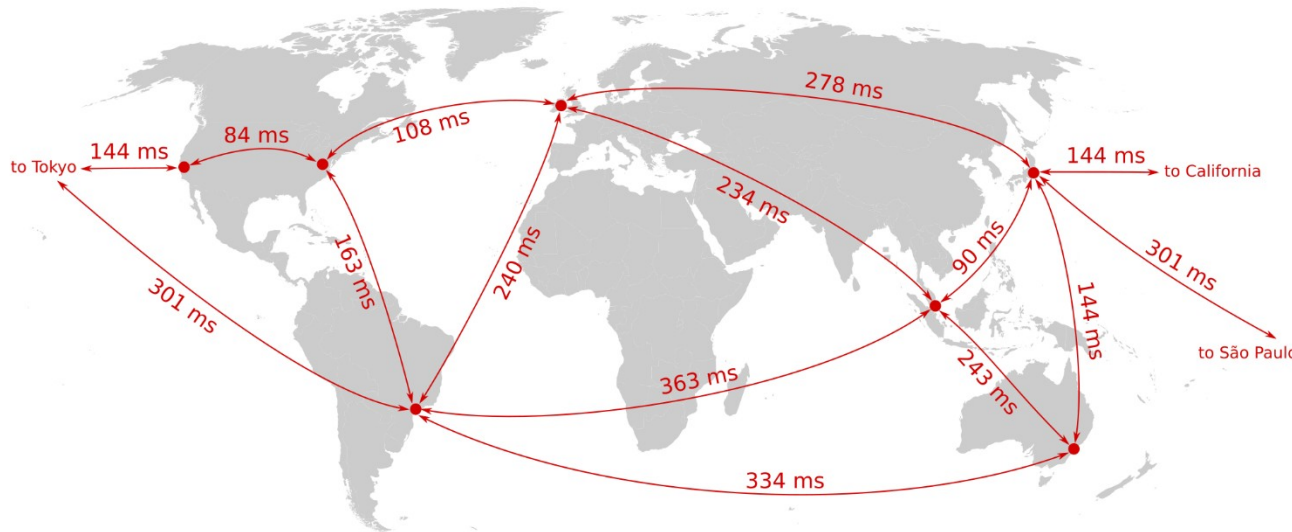 278 ms
108 ms
84 ms
to Tokyo
144 ms
144 ms
to California
234 ms
163 ms
240 ms
90 ms
301 ms
301 ms
144 ms
to São Paulo
363 ms
243 ms
334 ms